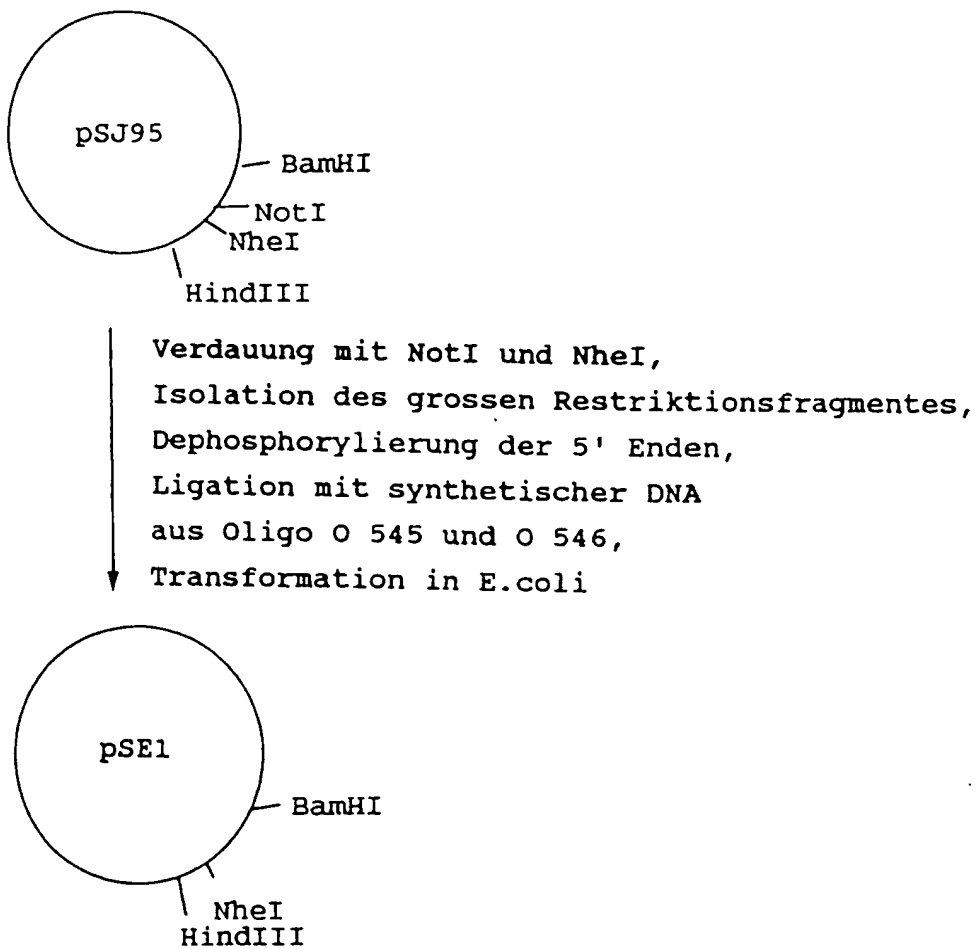 pSJ95
BamHI
NotI
NheI
HindIII
Verdauung mit NotI und NheI,
Isolation des grossen Restriktionsfragmentes,
Dephosphorylierung der 5' Enden,
Ligation mit synthetischer DNA
aus Oligo O 545 und O 546,
Transformation in E.coli
pSE1
BamHI
NheI
HindIII